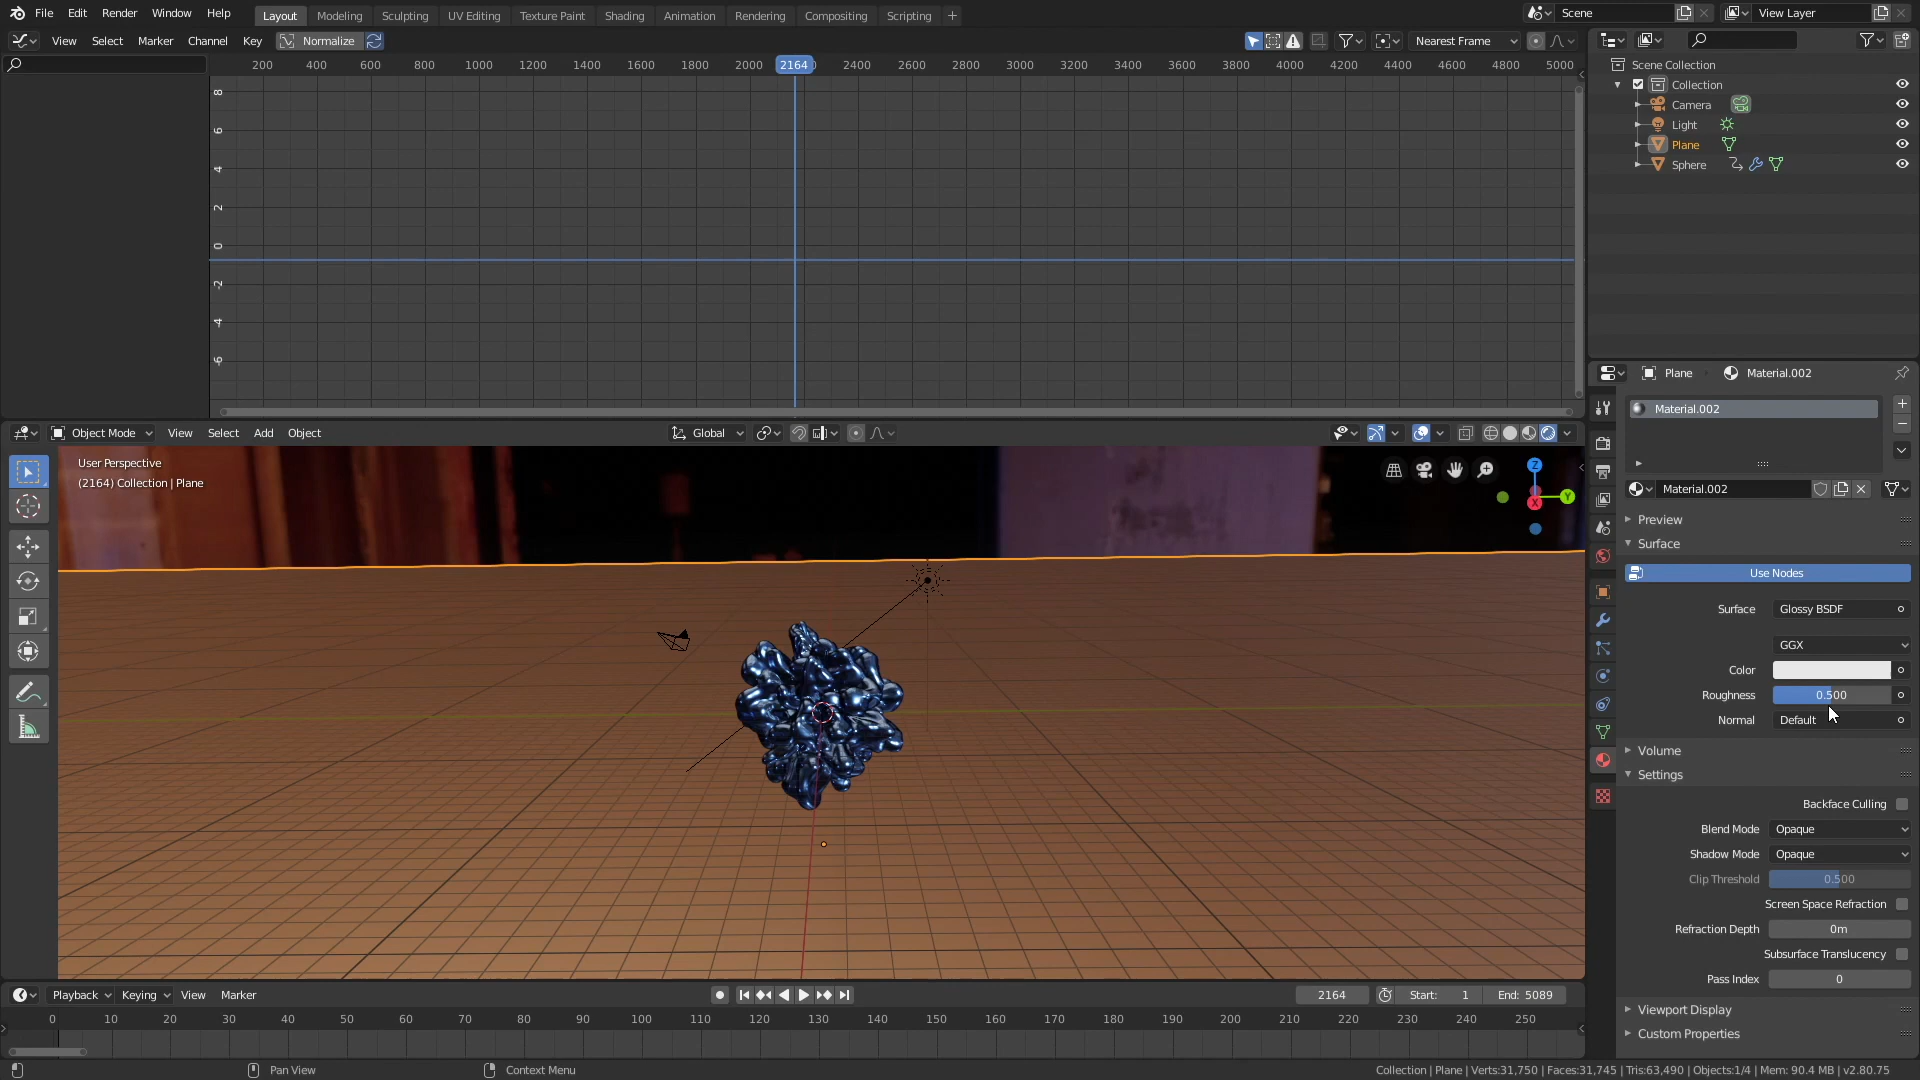 File Edit Render Window Help Layout Modeling Sculpting UV Editing Texture Paint Shading Animation Rendering Compositing Scripting + Scene View Layer
View Select Marker Channel Key Normalize Nearest Frame
200 400 600 800 1000 1200 1400 1600 1800 2000 2164 2400 2600 2800 3000 3200 3400 3600 3800 4000 4200 4400 4600 4800 5000
8
6
4
2
0
-2
-4
-6
Scene Collection
Collection
Camera
Light
Plane
Sphere
Plane Material.002
Material.002
Material.002
Preview
Surface
Use Nodes
Surface Glossy BSDF
GGX
Color
Roughness 0.500
Normal Default
Volume
Settings
Backface Culling
Blend Mode Opaque
Shadow Mode Opaque
Clip Threshold 0.500
Screen Space Refraction
Refraction Depth 0m
Subsurface Translucency
Pass Index 0
Viewport Display
Custom Properties
Object Mode View Select Add Object Global
User Perspective
(2164) Collection | Plane
Z
Y
X
Playback Keying View Marker 2164 Start: 1 End: 5089
0 10 20 30 40 50 60 70 80 90 100 110 120 130 140 150 160 170 180 190 200 210 220 230 240 250
Pan View Context Menu Collection | Plane | Verts:31,750 | Faces:31,745 | Tris:63,490 | Objects:1/4 | Mem: 90.4 MB | v2.80.75